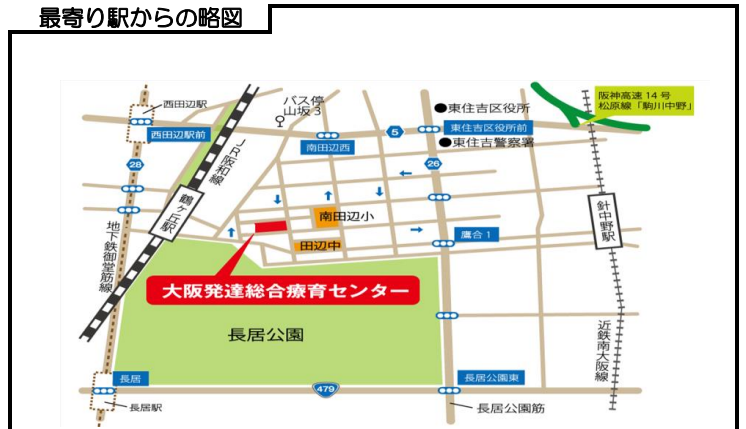 最寄り駅からの略図
西田辺駅
バス停
山坂3
阪神高速14号
松原線「駒川中野」
東住吉区役所
5
西田辺駅前
東住吉区役所前
南田辺西
東住吉警察署
JR阪和線
28
26
鶴ヶ丘駅
針中野駅
南田辺小
地下鉄御堂筋線
鷹合1
田辺中
大阪発達総合療育センター
長居公園
近鉄南大阪線
長居
479
長居公園東
長居駅
長居公園筋